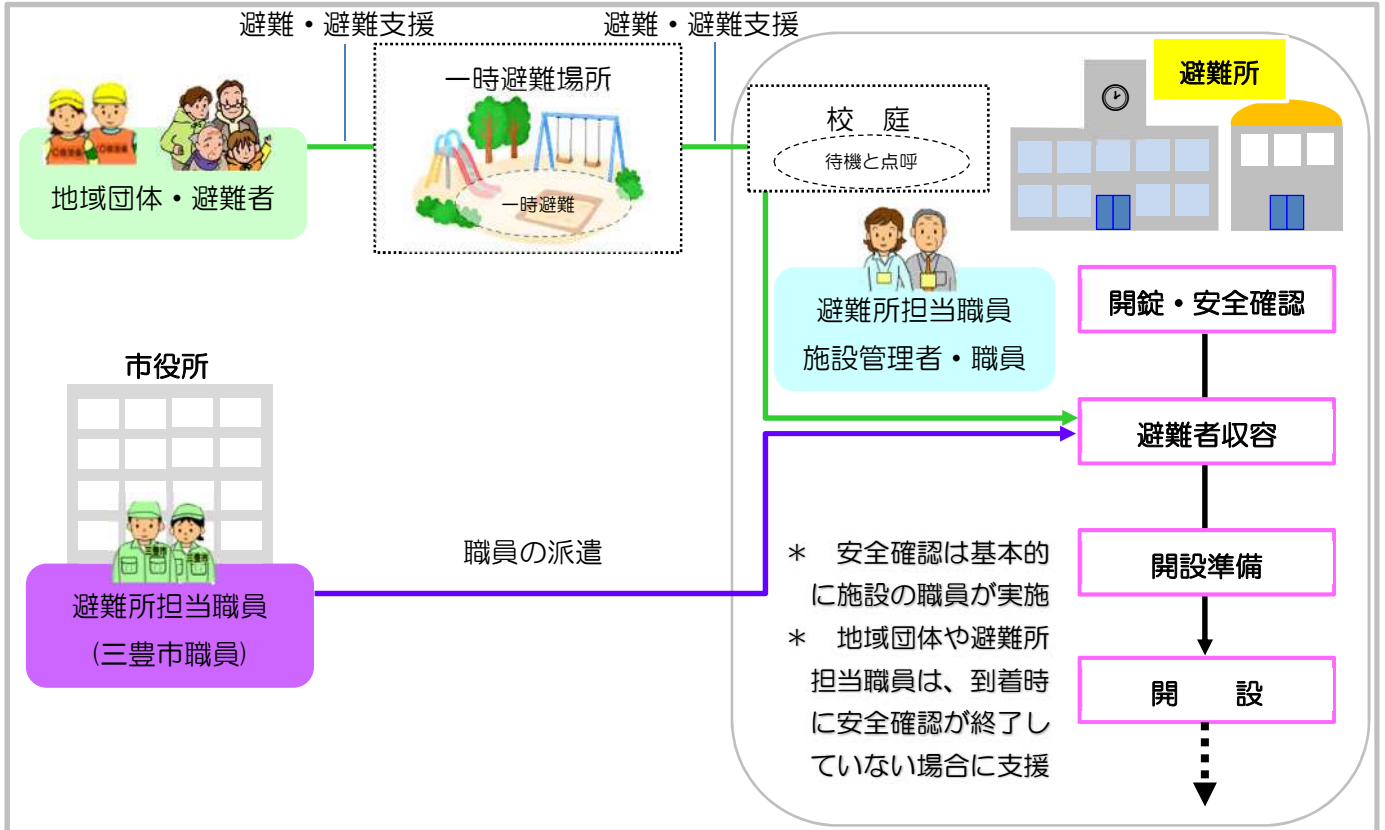 避難・避難支援
避難・避難支援
一時避難場所
一時避難
地域団体・避難者
校 庭
待機と点呼
避難所
避難所担当職員
施設管理者・職員
開錠・安全確認
避難者収容
開設準備
開 設
市役所
三豊市
三豊市
避難所担当職員
(三豊市職員)
職員の派遣
＊ 安全確認は基本的
に施設の職員が実施
＊ 地域団体や避難所
担当職員は、到着時
に安全確認が終了し
ていない場合に支援